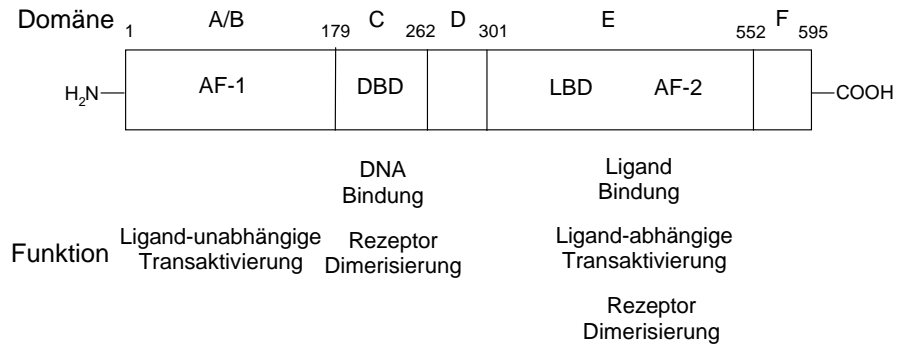 Domäne 1 A/B 179 C 262 D 301 E 552 F 595
H₂N AF-1 DBD LBD AF-2 COOH
DNA Ligand
Bindung Bindung
Funktion Ligand-unabhängige Rezeptor Ligand-abhängige
Transaktivierung Dimerisierung Transaktivierung
Rezeptor
Dimerisierung